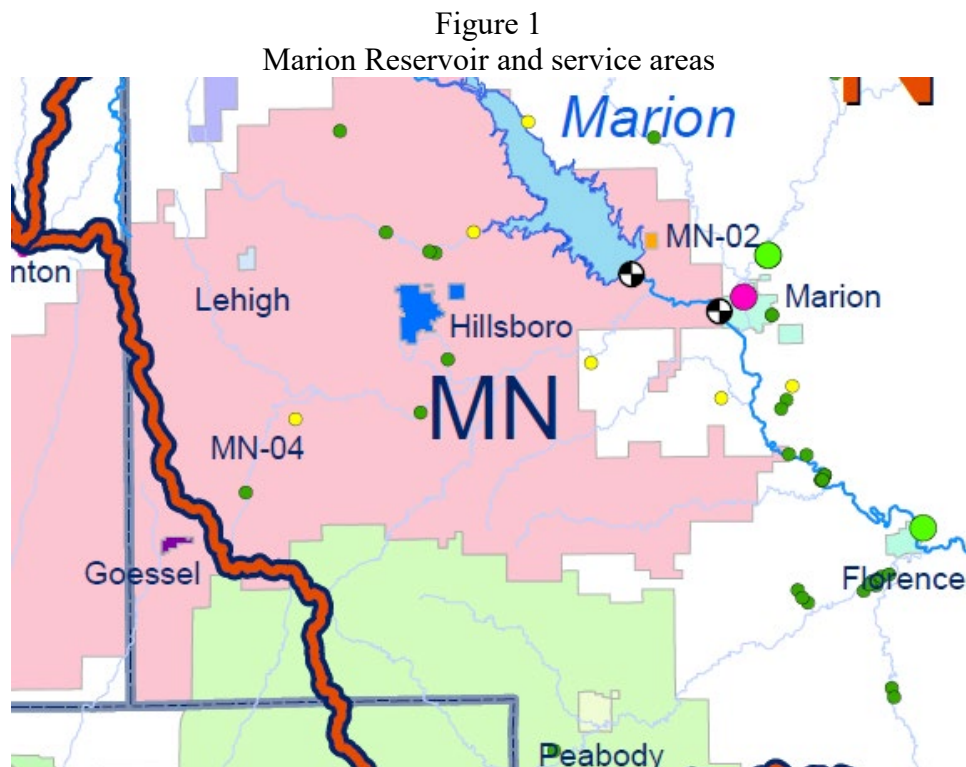 Figure 1
Marion Reservoir and service areas
Marion
MN-02
nton
Lehigh
Marion
Hillsboro
MN
MN-04
Goessel
Florence
Peabody